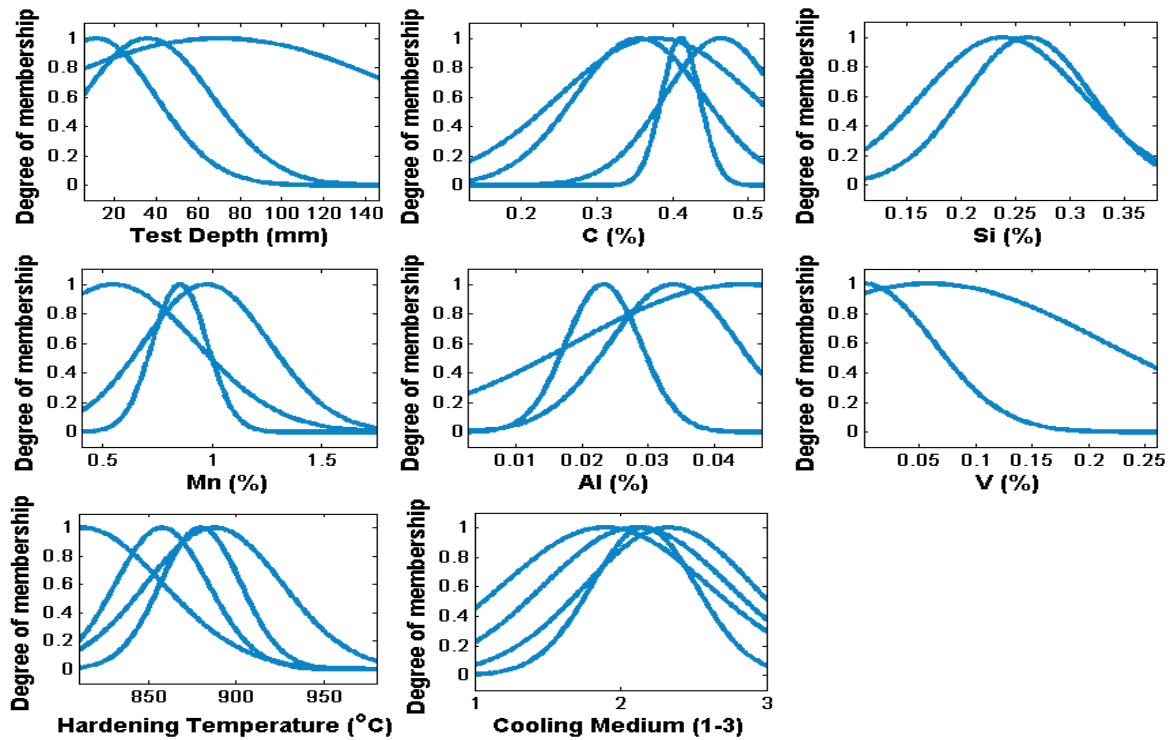 Degree of membership
1
0.8
0.6
0.4
0.2
0
20 40 60 80 100 120 140
Test Depth (mm)
Degree of membership
1
0.8
0.6
0.4
0.2
0
0.2 0.3 0.4 0.5
C (%)
Degree of membership
1
0.8
0.6
0.4
0.2
0
0.15 0.2 0.25 0.3 0.35
Si (%)
Degree of membership
1
0.8
0.6
0.4
0.2
0
0.5 1 1.5
Mn (%)
Degree of membership
1
0.8
0.6
0.4
0.2
0
0.01 0.02 0.03 0.04
Al (%)
Degree of membership
1
0.8
0.6
0.4
0.2
0
0.05 0.1 0.15 0.2 0.25
V (%)
Degree of membership
1
0.8
0.6
0.4
0.2
0
850 900 950
Hardening Temperature (°C)
Degree of membership
1
0.8
0.6
0.4
0.2
0
1 2 3
Cooling Medium (1-3)